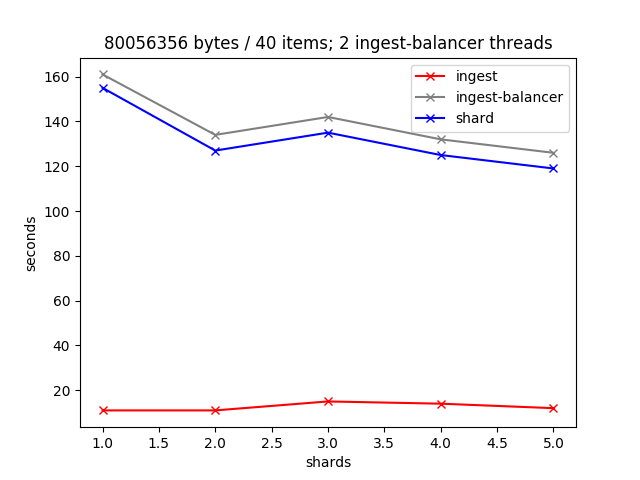 80056356 bytes / 40 items; 2 ingest-balancer threads
ingest
ingest-balancer
shard
160
140
120
100
80
60
40
20
seconds
1.0 1.5 2.0 2.5 3.0 3.5 4.0 4.5 5.0
shards